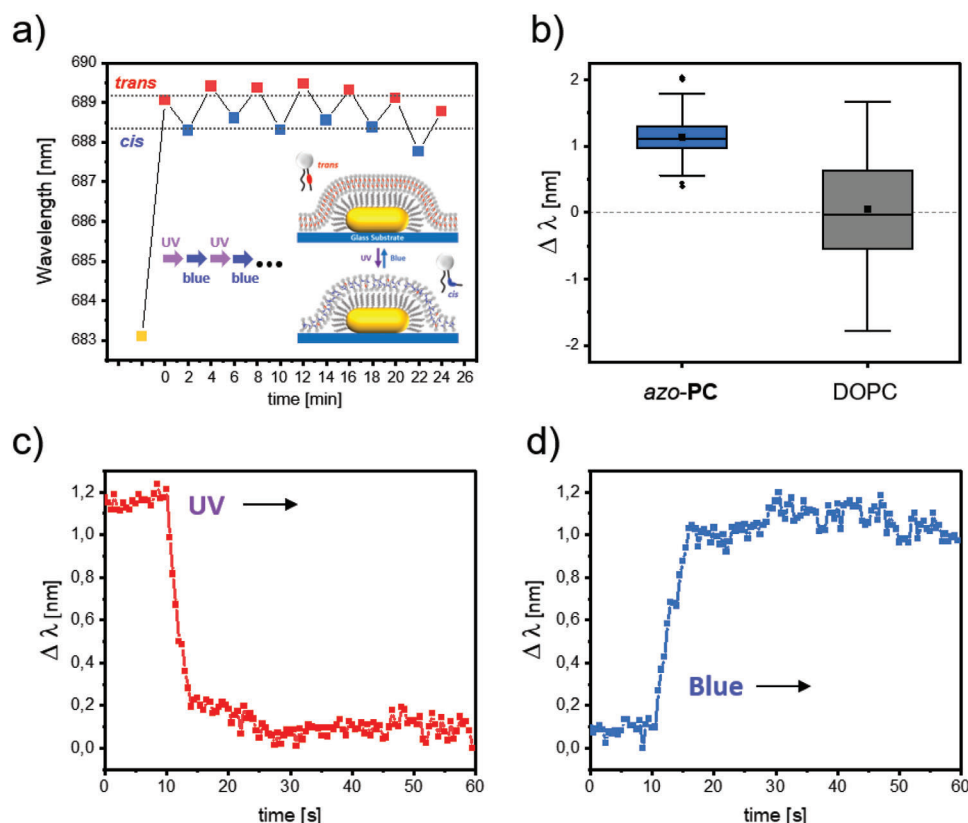 a)
690
689
688
687
686
685
684
683
Wavelength [nm]
trans
cis
UV UV
blue blue
trans
Glass Substrate
UV Blue
cis
0 2 4 6 8 10 12 14 16 18 20 22 24 26
time [min]
b)
2
1
0
-1
-2
Δ λ [nm]
azo-PC DOPC
c)
1,2
1,0
0,8
0,6
0,4
0,2
0,0
Δ λ [nm]
UV
0 10 20 30 40 50 60
time [s]
d)
1,2
1,0
0,8
0,6
0,4
0,2
0,0
Δ λ [nm]
Blue
0 10 20 30 40 50 60
time [s]